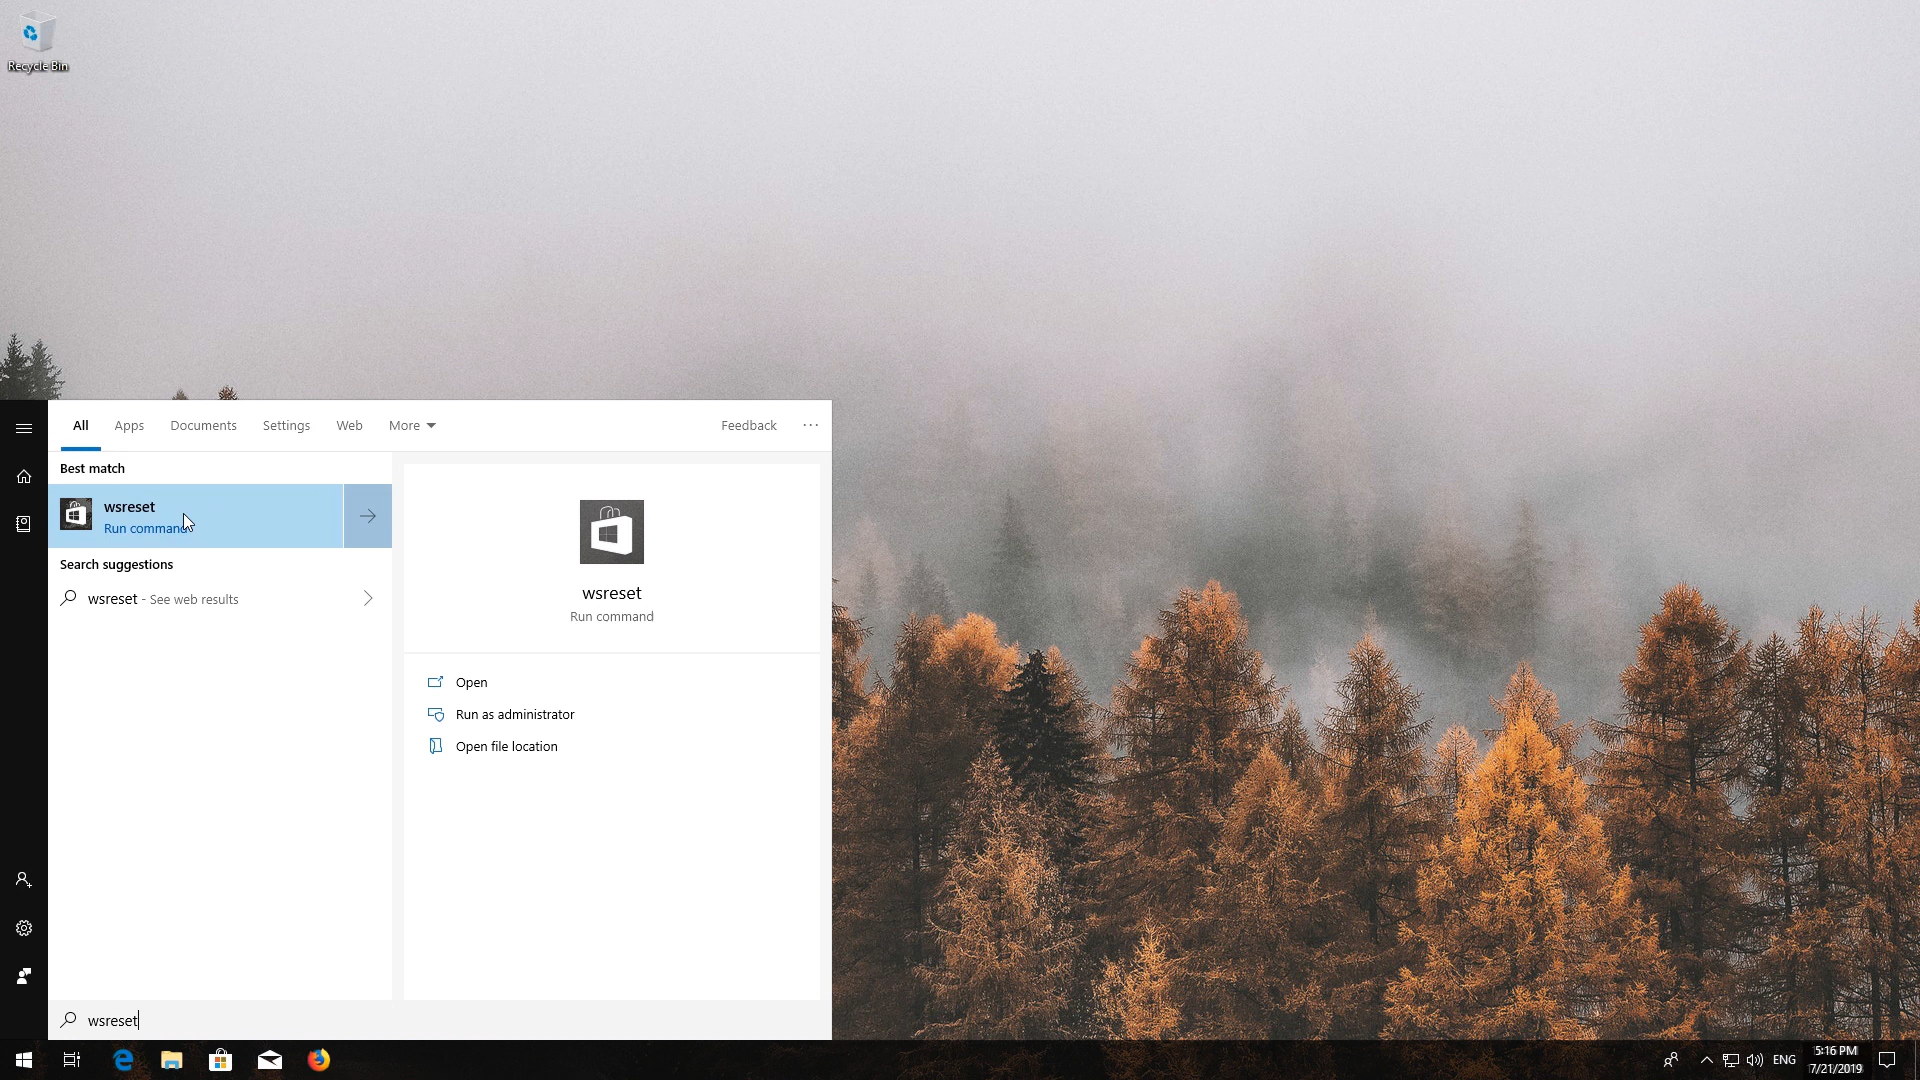 Recycle Bin
All Apps Documents Settings Web More Feedback ...
Best match
wsreset
Run command
Search suggestions
wsreset - See web results
wsreset
Run command
Open
Run as administrator
Open file location
wsreset
ENG
5:16 PM
7/21/2019